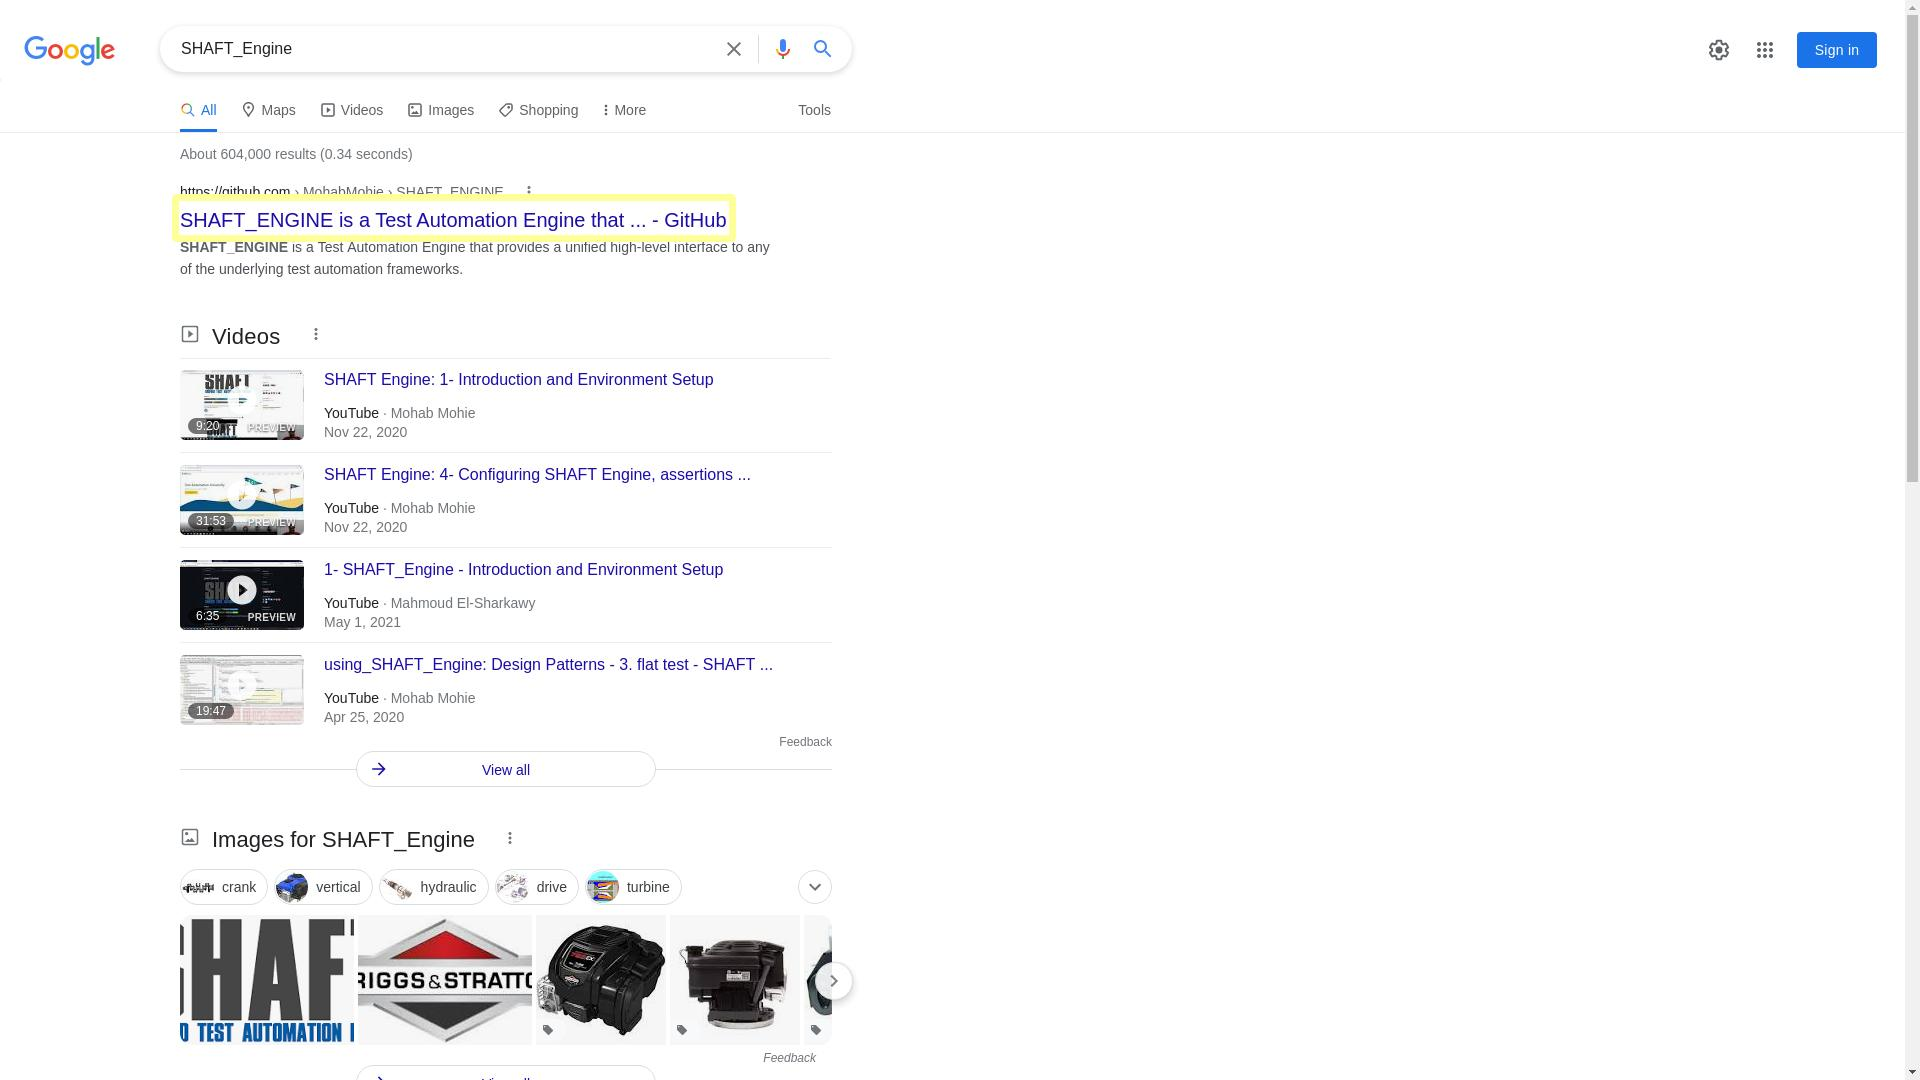 Google
SHAFT_Engine
Sign in
All
Maps
Videos
Images
Shopping
More
Tools
About 604,000 results (0.34 seconds)
https://github.com › MohabMohie › SHAFT_ENGINE
SHAFT_ENGINE is a Test Automation Engine that ... - GitHub
SHAFT_ENGINE is a Test Automation Engine that provides a unified high-level interface to any
of the underlying test automation frameworks.
Videos
SHAFT Engine: 1- Introduction and Environment Setup
YouTube · Mohab Mohie
Nov 22, 2020
9:20
PREVIEW
SHAFT Engine: 4- Configuring SHAFT Engine, assertions ...
YouTube · Mohab Mohie
Nov 22, 2020
31:53
PREVIEW
1- SHAFT_Engine - Introduction and Environment Setup
YouTube · Mahmoud El-Sharkawy
May 1, 2021
6:35
PREVIEW
using_SHAFT_Engine: Design Patterns - 3. flat test - SHAFT ...
YouTube · Mohab Mohie
Apr 25, 2020
19:47
Feedback
View all
Images for SHAFT_Engine
crank
vertical
hydraulic
drive
turbine
SHAF
TEST AUTOMATION
RIGGS & STRATTO
Feedback
View all